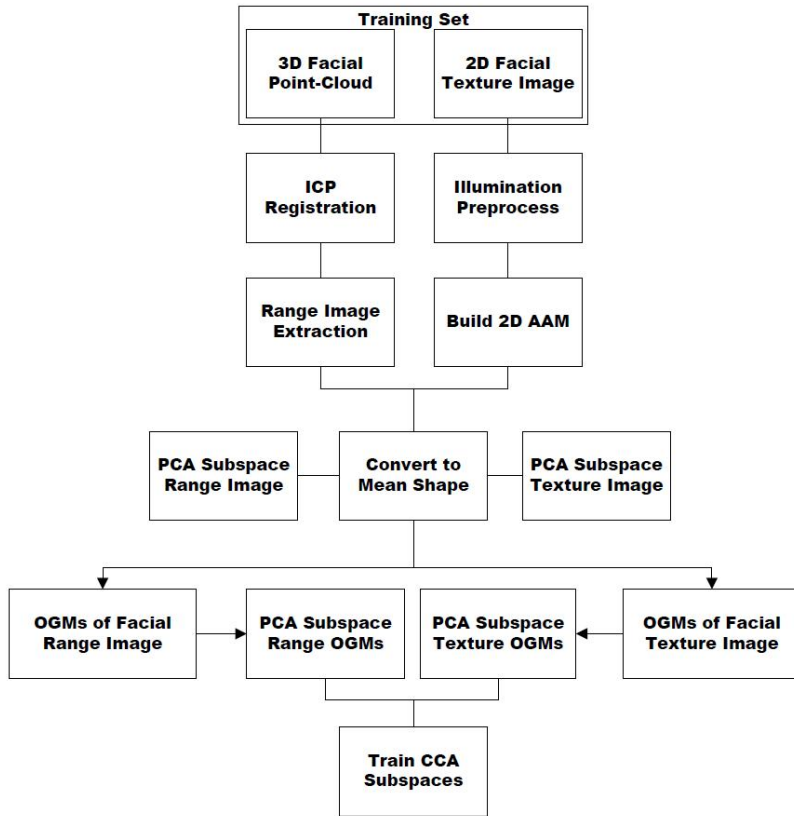 Training Set
3D Facial
Point-Cloud
2D Facial
Texture Image
ICP
Registration
Illumination
Preprocess
Range Image
Extraction
Build 2D AAM
PCA Subspace
Range Image
Convert to
Mean Shape
PCA Subspace
Texture Image
OGMs of Facial
Range Image
PCA Subspace
Range OGMs
PCA Subspace
Texture OGMs
OGMs of Facial
Texture Image
Train CCA
Subspaces